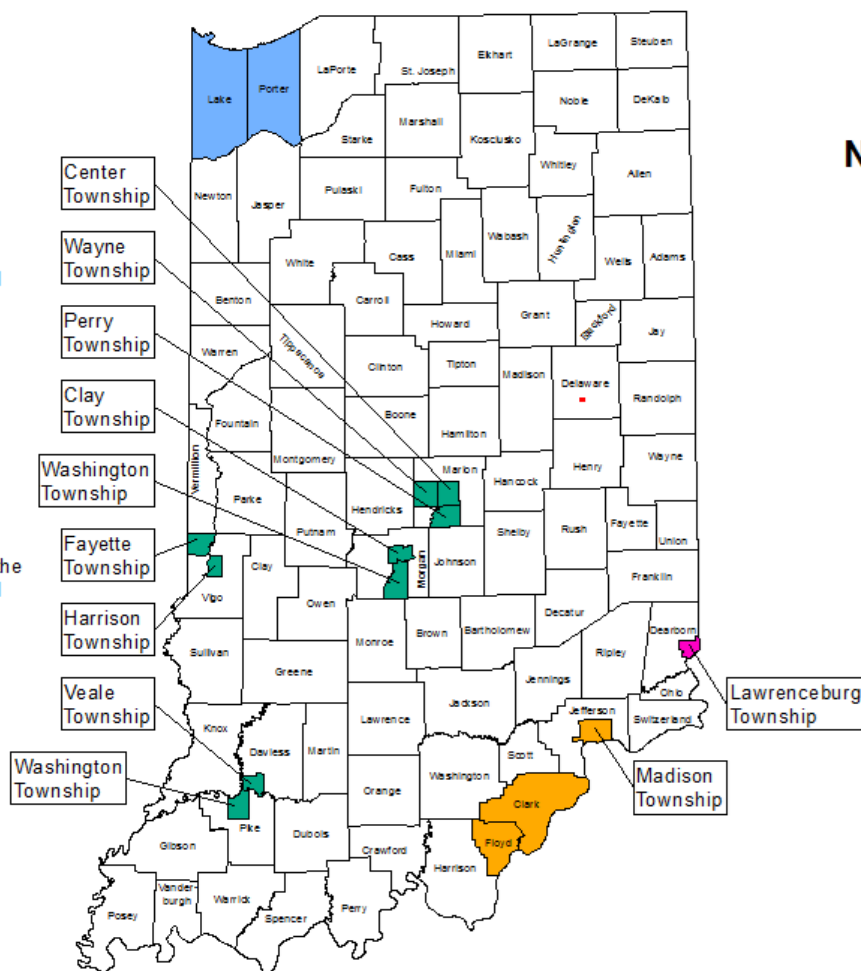 Steuben
LaGrange
Elkhart
St. Joseph
LaPorte
Porter
Lake
Noble
DeKalb
Marshall
Starke
Kosciusko
N
Whitley
Allen
Center
Township
Newton
Jasper
Pulaski
Fulton
Wabash
Huntington
Miami
Wells
Adams
Wayne
Township
White
Cass
Carroll
Benton
Grant
Blackford
Jay
Howard
Perry
Township
Warren
Tippecanoe
Clinton
Tipton
Madison
Delaware
Randolph
Clay
Township
Fountain
Boone
Hamilton
Montgomery
Vermillion
Marion
Hancock
Henry
Wayne
Washington
Township
Parke
Putnam
Hendricks
Shelby
Rush
Fayette
Union
Fayette
Township
he
Clay
Morgan
Johnson
Franklin
Vigo
Owen
Harrison
Township
Decatur
Monroe
Brown
Bartholomew
Dearborn
Ripley
Sullivan
Greene
Jennings
Ohio
Lawrenceburg
Township
Veale
Township
Jackson
Jefferson
Switzerland
Lawrence
Knox
Daviess
Martin
Scott
Washington
Madison
Township
Washington
Township
Orange
Clark
Pike
Dubois
Floyd
Gibson
Crawford
Harrison
Posey
Vander-
burgh
Warrick
Spencer
Perry